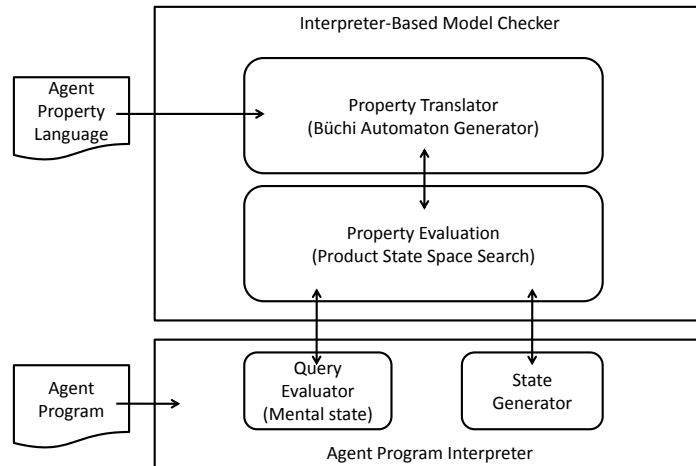 Interpreter-Based Model Checker
Agent
Property
Language
Property Translator
(Büchi Automaton Generator)
Property Evaluation
(Product State Space Search)
Agent
Program
Query
Evaluator
(Mental state)
State
Generator
Agent Program Interpreter